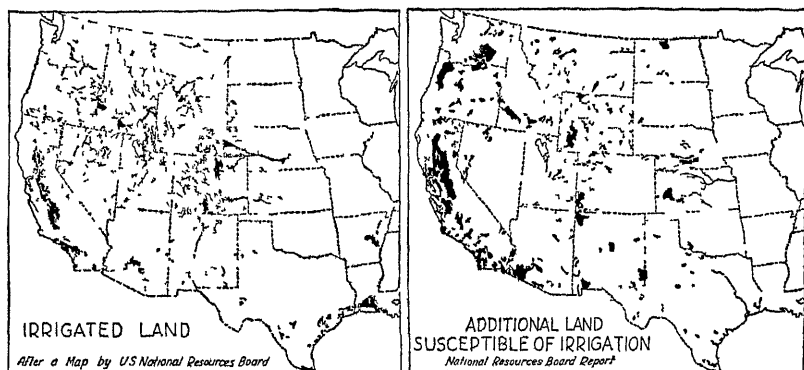 IRRIGATED LAND
After a Map by US National Resources Board
ADDITIONAL LAND
SUSCEPTIBLE OF IRRIGATION
National Resources Board Report